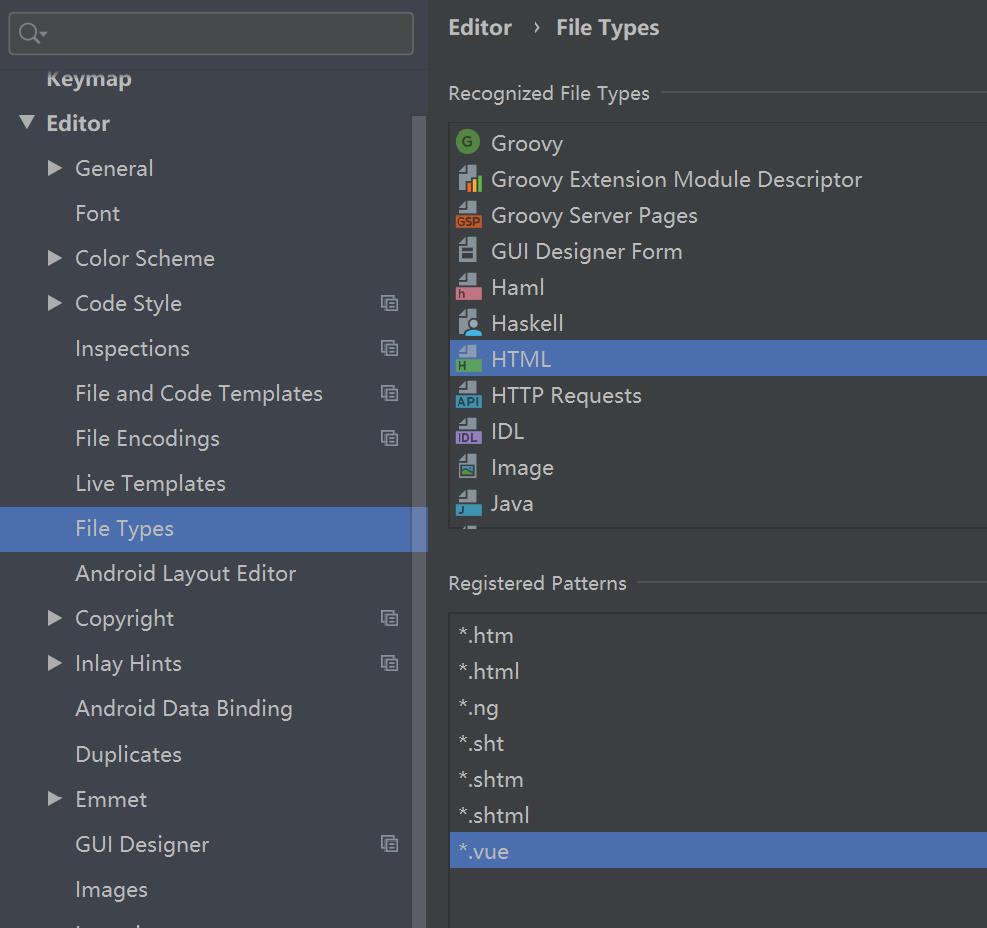 Keymap
Editor
General
Font
Color Scheme
Code Style
Inspections
File and Code Templates
File Encodings
Live Templates
File Types
Android Layout Editor
Copyright
Inlay Hints
Android Data Binding
Duplicates
Emmet
GUI Designer
Images
Editor › File Types
Recognized File Types
G Groovy
Groovy Extension Module Descriptor
GSP Groovy Server Pages
GUI Designer Form
h Haml
Haskell
H HTML
API HTTP Requests
IDL IDL
Image
J Java
Registered Patterns
*.htm
*.html
*.ng
*.sht
*.shtm
*.shtml
*.vue